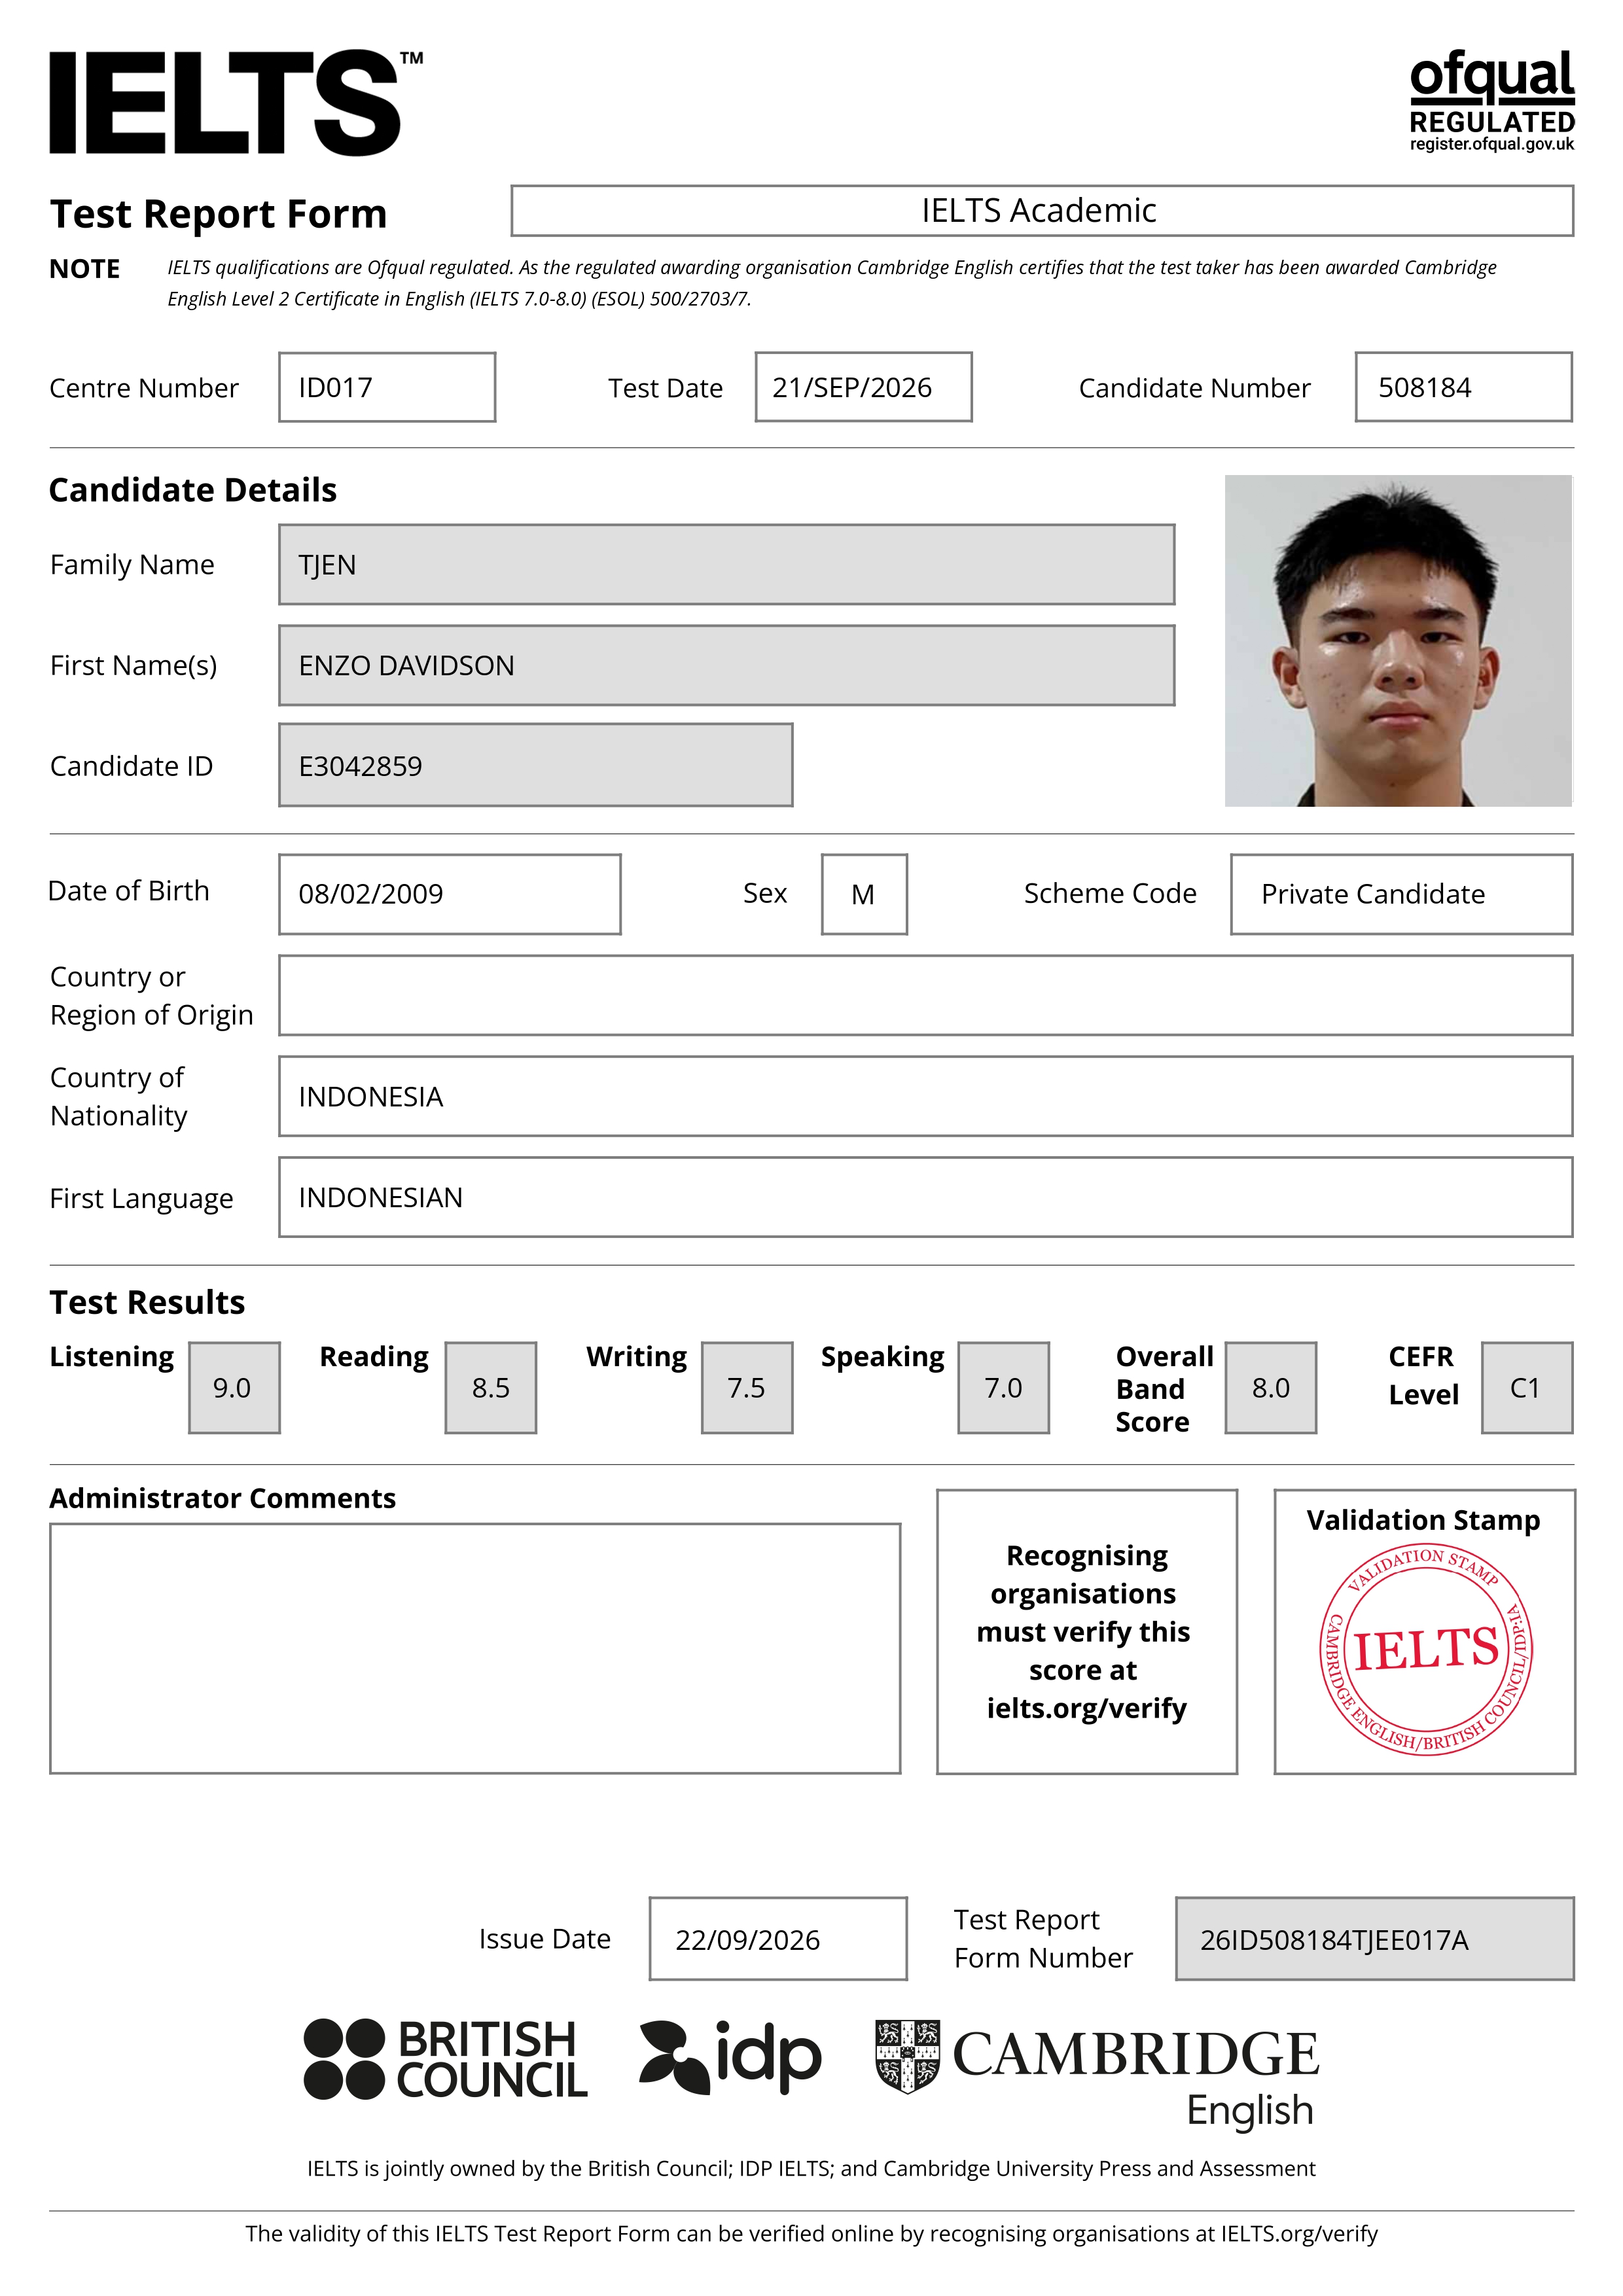 IELTS™
ofqual
REGULATED
register.ofqual.gov.uk
Test Report Form
IELTS Academic
NOTE
IELTS qualifications are Ofqual regulated. As the regulated awarding organisation Cambridge English certifies that the test taker has been awarded Cambridge
English Level 2 Certificate in English (IELTS 7.0-8.0) (ESOL) 500/2703/7.
Centre Number ID017 Test Date 21/SEP/2026 Candidate Number 508184
Candidate Details
Family Name TJEN
First Name(s) ENZO DAVIDSON
Candidate ID E3042859
Date of Birth 08/02/2009 Sex M Scheme Code Private Candidate
Country or
Region of Origin
Country of
Nationality
INDONESIA
First Language INDONESIAN
Test Results
Listening 9.0 Reading 8.5 Writing 7.5 Speaking 7.0
Overall
Band
Score
8.0
CEFR
Level
C1
Administrator Comments
Recognising
organisations
must verify this
score at
ielts.org/verify
Validation Stamp
VALIDATION STAMP
IELTS
CAMBRIDGE ENGLISH/BRITISH COUNCIL/IDP:IA
Issue Date 22/09/2026
Test Report
Form Number
26ID508184TJEE017A
BRITISH
COUNCIL
idp
CAMBRIDGE
English
IELTS is jointly owned by the British Council; IDP IELTS; and Cambridge University Press and Assessment
The validity of this IELTS Test Report Form can be verified online by recognising organisations at IELTS.org/verify